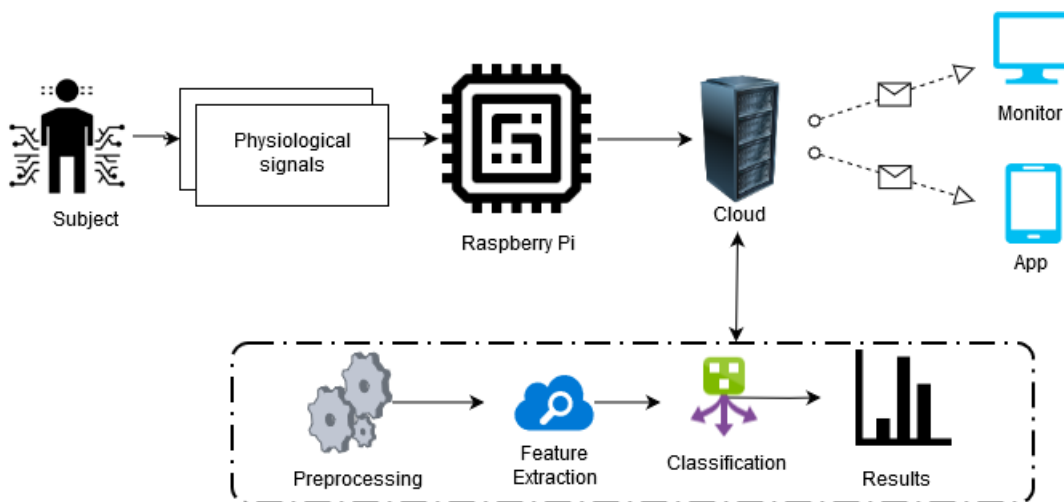 Physiological
signals
Subject
Raspberry Pi
Cloud
Monitor
App
Preprocessing
Feature
Extraction
Classification
Results